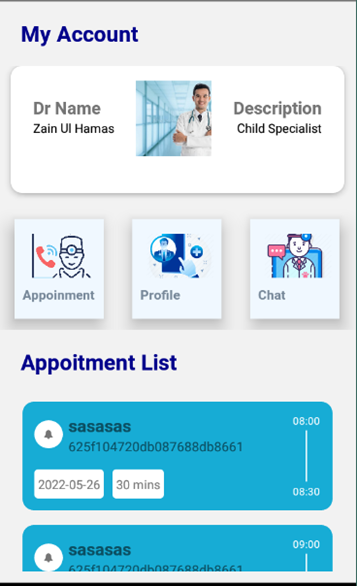 My Account
Dr Name
Description
Zain Ul Hamas
Child Specialist
Appoinment
Profile
Chat
Appoitment List
sasasas
08:00
625f104720db087688db8661
2022-05-26
30 mins
08:30
sasasas
09:00
625f104720db087688db8661